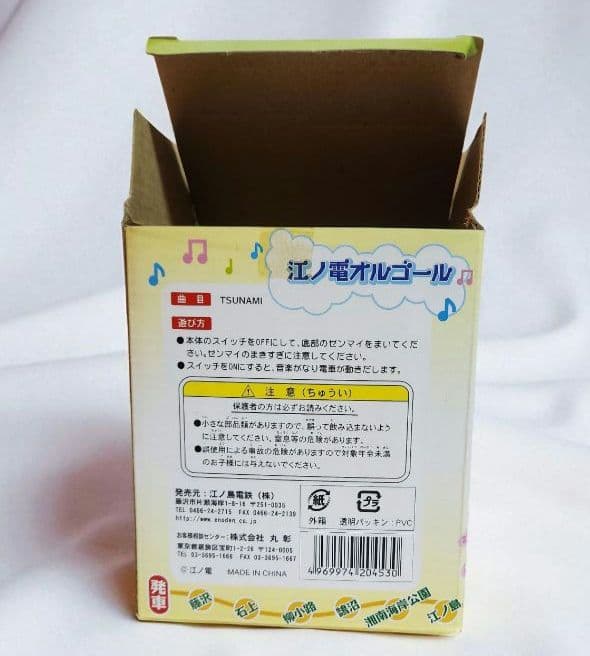 江ノ電オルゴール
曲目 TSUNAMI
遊び方
●本体のスイッチをOFFにして、底部のゼンマイをまいてくだ
さい。ゼンマイのまきすぎに注意してください。
●スイッチをONにすると、音楽がなり電車が動きだします。
⚠ 注意(ちゅうい)
保護者の方は必ずお読みください。
●小さな部品類がありますので、誤って飲み込まないよう
に注意してください。窒息等の危険があります。
●誤使用による事故の危険がありますので対象年令未満
のお子様には与えないでください。
発売元:江ノ島電鉄(株)
藤沢市片瀬海岸1-8-16 〒251-0035
TEL 0466-24-2715 FAX 0466-24-2139
http://www.enoden.co.jp
お客様相談センター:株式会社 丸彰
東京都葛飾区宝町1-2-26 〒124-0005
TEL 03-5695-1666 FAX 03-5695-1667
©江ノ電 MADE IN CHINA
紙
外箱
プラ
透明パッキン:PVC
4969974204530
発車
藤沢
石上
柳小路
鵠沼
湘南海岸公園
江ノ島